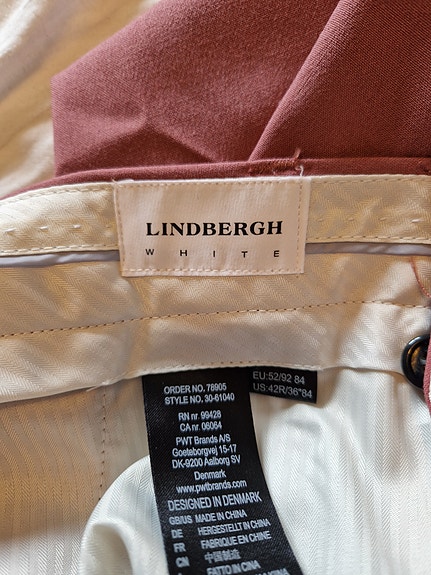 LINDBERGH
WHITE
EU:52/92 84
US:42R/36"84
ORDER NO. 78905
STYLE NO. 30-61040
RN nr. 99428
CA nr. 06064
PWT Brands A/S
Goeteborgvej 15-17
DK-9200 Aalborg SV
Denmark
www.pwtbrands.com
DESIGNED IN DENMARK
GB/US MADE IN CHINA
DE HERGESTELLT IN CHINA
FR FABRIQUE EN CHINE
CN 中国制造
FATTO IN CINA